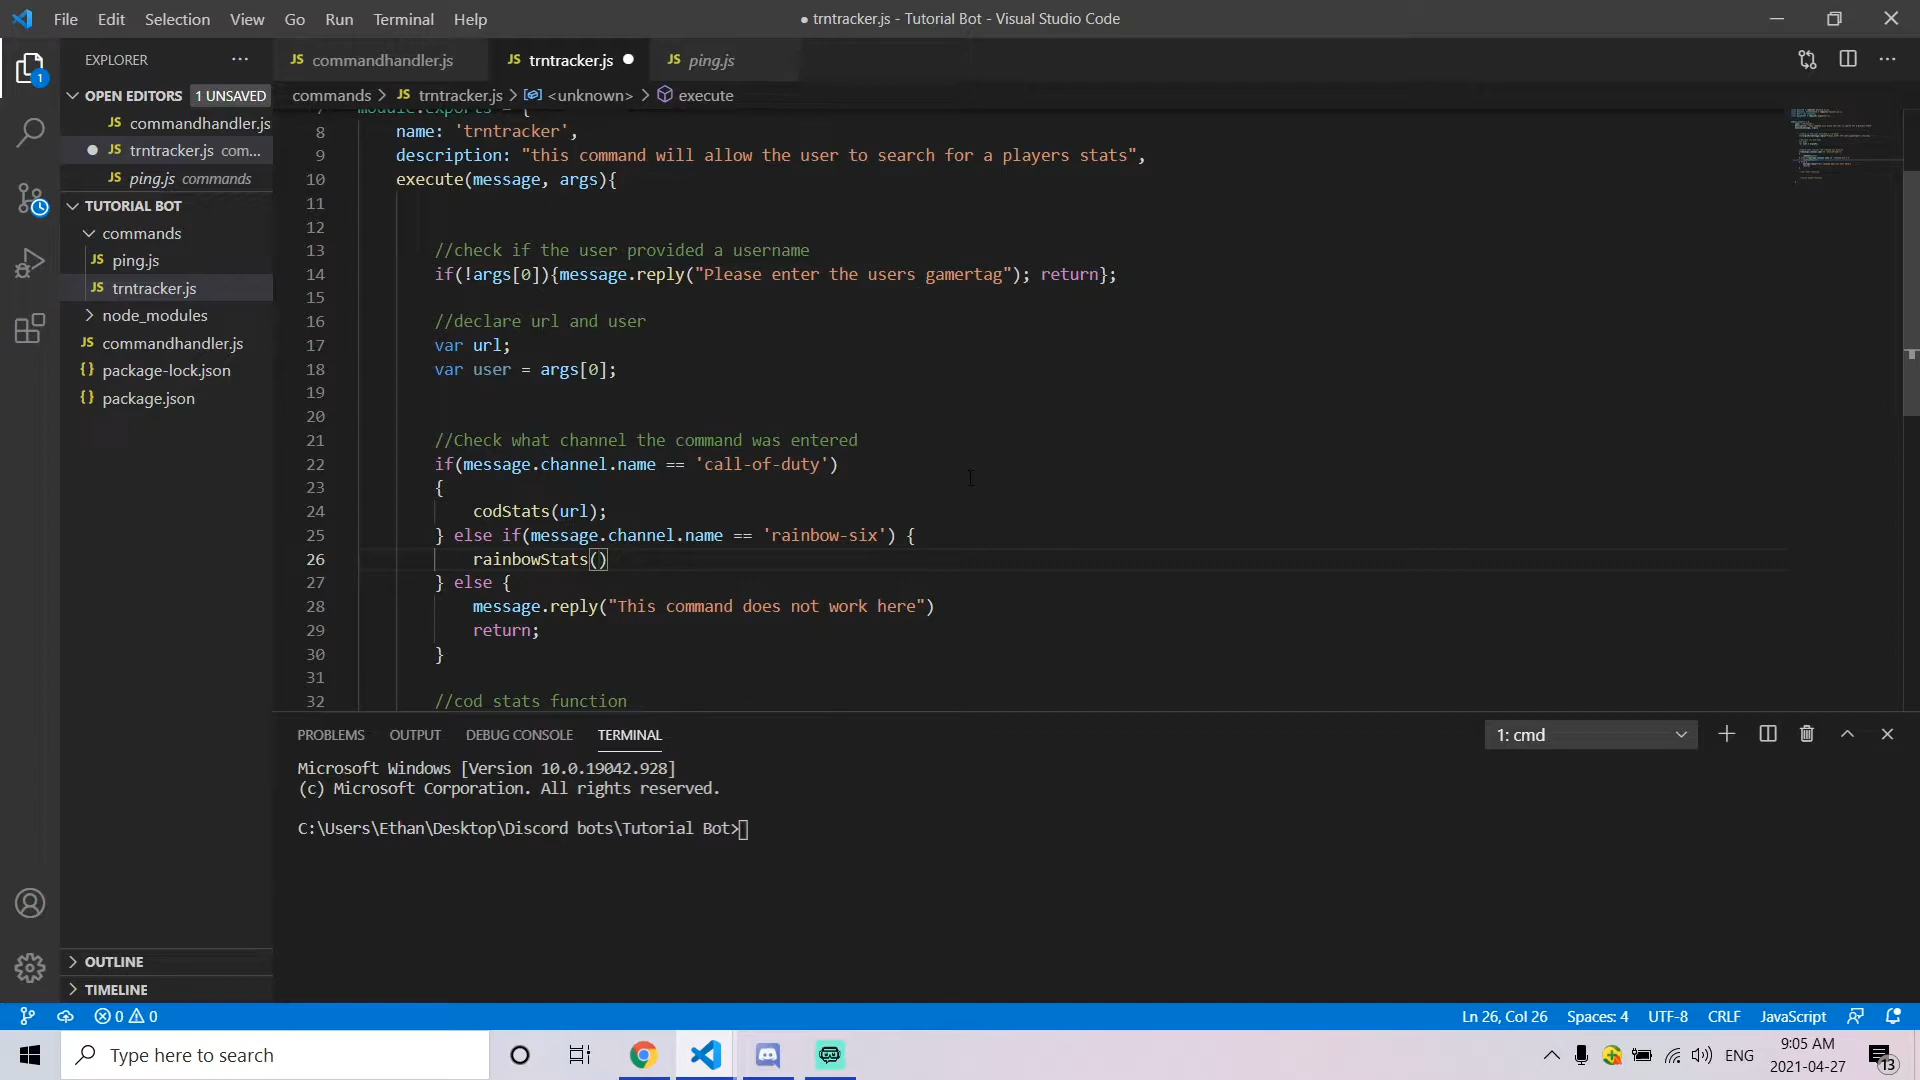 File Edit Selection View Go Run Terminal Help
trntracker.js - Tutorial Bot - Visual Studio Code
EXPLORER
JS commandhandler.js JS trntracker.js JS ping.js
OPEN EDITORS 1 UNSAVED
JS commandhandler.js
JS trntracker.js com...
JS ping.js commands
TUTORIAL BOT
commands
JS ping.js
JS trntracker.js
node_modules
JS commandhandler.js
{} package-lock.json
{} package.json
OUTLINE
TIMELINE
commands > JS trntracker.js > <unknown> > execute
7 module.exports = {
8 name: 'trntracker',
9 description: "this command will allow the user to search for a players stats",
10 execute(message, args){
11
12
13 //check if the user provided a username
14 if(!args[0]){message.reply("Please enter the users gamertag"); return};
15
16 //declare url and user
17 var url;
18 var user = args[0];
19
20
21 //Check what channel the command was entered
22 if(message.channel.name == 'call-of-duty')
23 {
24 codStats(url);
25 } else if(message.channel.name == 'rainbow-six') {
26 rainbowStats()
27 } else {
28 message.reply("This command does not work here")
29 return;
30 }
31
32 //cod stats function
PROBLEMS OUTPUT DEBUG CONSOLE TERMINAL
1: cmd
Microsoft Windows [Version 10.0.19042.928]
(c) Microsoft Corporation. All rights reserved.
C:\Users\Ethan\Desktop\Discord bots\Tutorial Bot>
0 0
Ln 26, Col 26 Spaces: 4 UTF-8 CRLF JavaScript
Type here to search
ENG
9:05 AM
2021-04-27
13
1